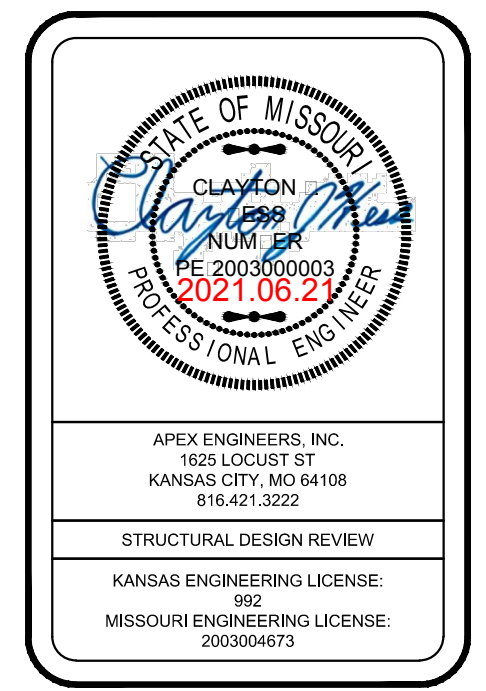 STATE OF MISSOURI
CLAYTON
ESS
NUM ER
PE 2003000003
2021.06.21
PROFESSIONAL ENGINEER
APEX ENGINEERS, INC.
1625 LOCUST ST
KANSAS CITY, MO 64108
816.421.3222
STRUCTURAL DESIGN REVIEW
KANSAS ENGINEERING LICENSE:
992
MISSOURI ENGINEERING LICENSE:
2003004673